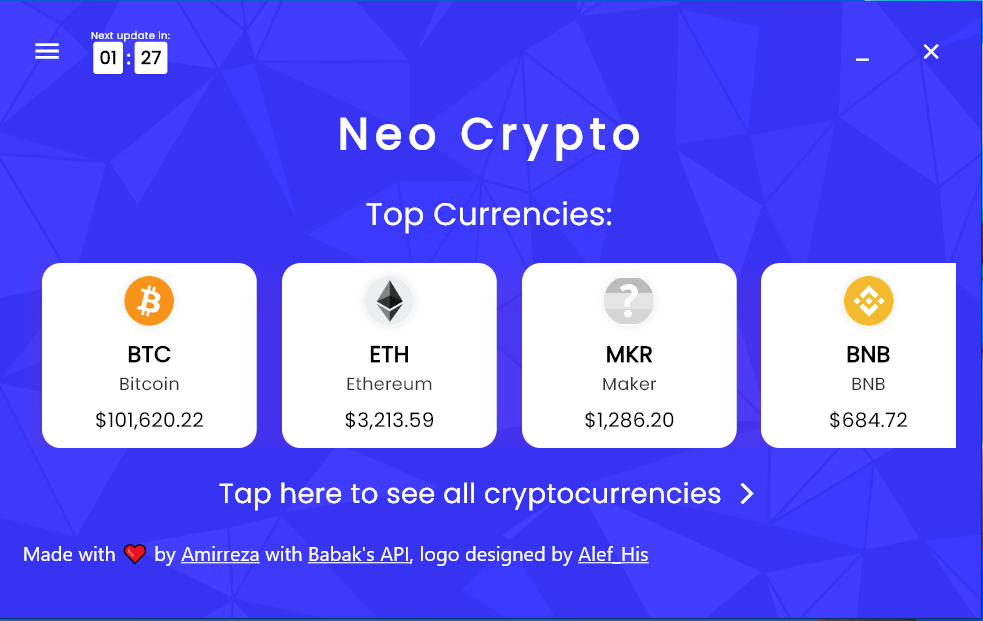 Next update in:
01 : 27
Neo Crypto
Top Currencies:
BTC
Bitcoin
$101,620.22
ETH
Ethereum
$3,213.59
MKR
Maker
$1,286.20
BNB
BNB
$684.72
Tap here to see all cryptocurrencies
Made with ❤️ by Amirreza with Babak's API, logo designed by Alef_His